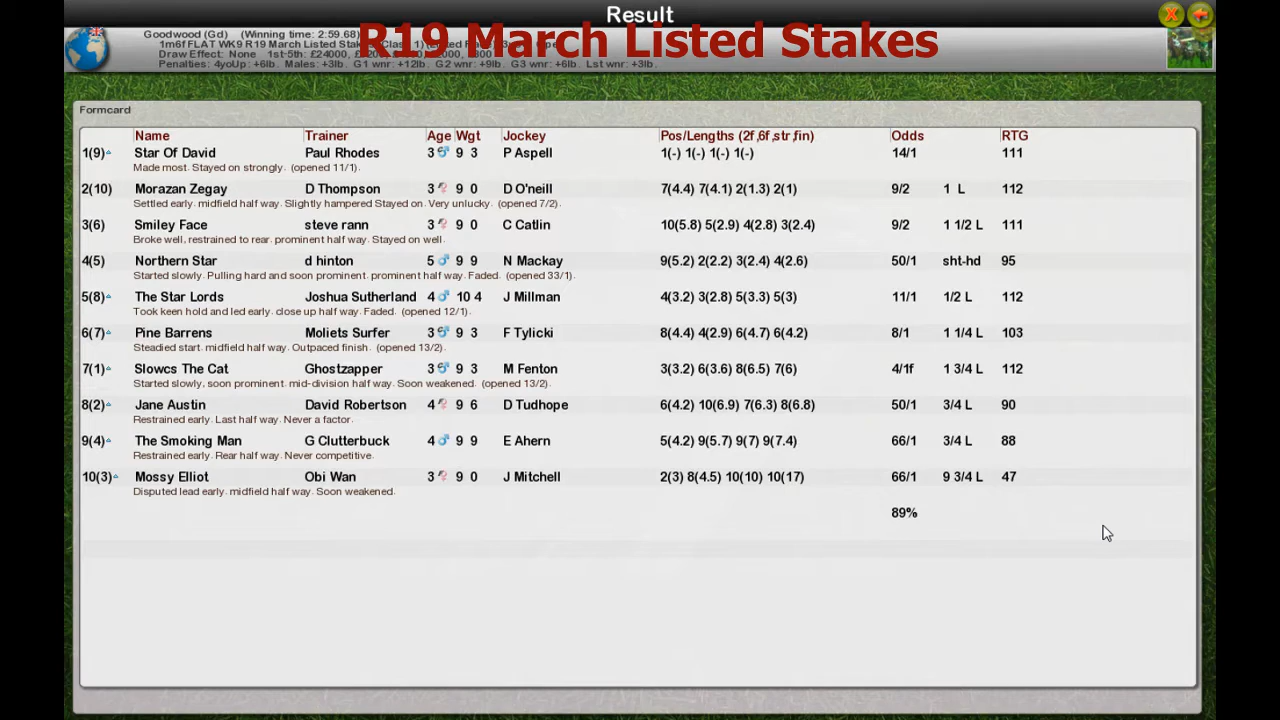 Result
R19 March Listed Stakes
Goodwood (Gd) (Winning time: 2:59.68)
1m6f FLAT WK9 R19 March Listed
Draw Effect: None 1st-5th: £24000,
Penalties: 4yoUp: +6lb. Males: +3lb. G1 wnr: +12lb. G2 wnr: +9lb. G3 wnr: +6lb. Lst wnr: +3lb.
Formcard
Name Trainer Age Wgt Jockey Pos/Lengths (2f,6f,str,fin) Odds RTG
1(9) Star Of David Paul Rhodes 3 9 3 P Aspell 1(-) 1(-) 1(-) 1(-) 14/1 111
Made most. Stayed on strongly. (opened 11/1).
2(10) Morazan Zegay D Thompson 3 9 0 D O'neill 7(4.4) 7(4.1) 2(1.3) 2(1) 9/2 1 L 112
Settled early. midfield half way. Slightly hampered Stayed on. Very unlucky. (opened 7/2).
3(6) Smiley Face steve rann 3 9 0 C Catlin 10(5.8) 5(2.9) 4(2.8) 3(2.4) 9/2 1 1/2 L 111
Broke well, restrained to rear. prominent half way. Stayed on well.
4(5) Northern Star d hinton 5 9 9 N Mackay 9(5.2) 2(2.2) 3(2.4) 4(2.6) 50/1 sht-hd 95
Started slowly. Pulling hard and soon prominent. prominent half way. Faded. (opened 33/1).
5(8) The Star Lords Joshua Sutherland 4 10 4 J Millman 4(3.2) 3(2.8) 5(3.3) 5(3) 11/1 1/2 L 112
Took keen hold and led early. close up half way. Faded. (opened 12/1).
6(7) Pine Barrens Moliets Surfer 3 9 3 F Tylicki 8(4.4) 4(2.9) 6(4.7) 6(4.2) 8/1 1 1/4 L 103
Steadied start. midfield half way. Outpaced finish. (opened 13/2).
7(1) Slowcs The Cat Ghostzapper 3 9 3 M Fenton 3(3.2) 6(3.6) 8(6.5) 7(6) 4/1f 1 3/4 L 112
Started slowly, soon prominent. mid-division half way. Soon weakened. (opened 13/2).
8(2) Jane Austin David Robertson 4 9 6 D Tudhope 6(4.2) 10(6.9) 7(6.3) 8(6.8) 50/1 3/4 L 90
Restrained early. Last half way. Never a factor.
9(4) The Smoking Man G Clutterbuck 4 9 9 E Ahern 5(4.2) 9(5.7) 9(7) 9(7.4) 66/1 3/4 L 88
Restrained early. Rear half way. Never competitive.
10(3) Mossy Elliot Obi Wan 3 9 0 J Mitchell 2(3) 8(4.5) 10(10) 10(17) 66/1 9 3/4 L 47
Disputed lead early. midfield half way. Soon weakened.
89%